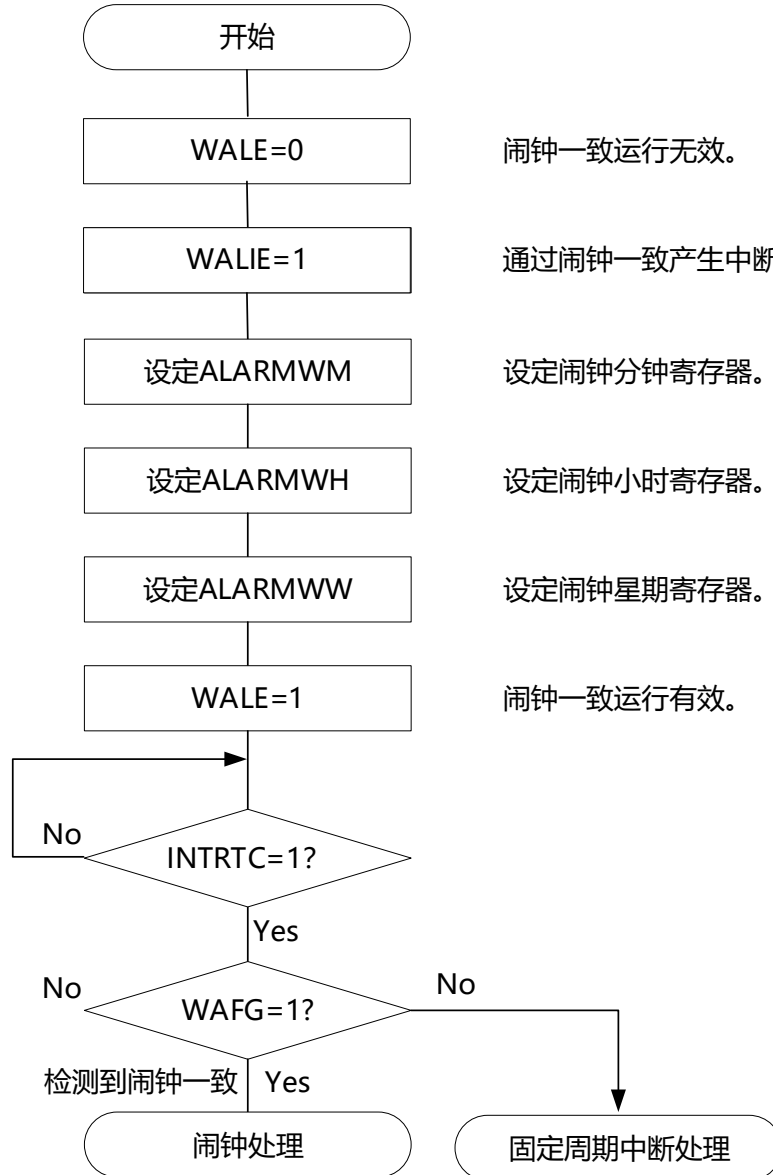 开始
WALE=0
闹钟一致运行无效。
WALIE=1
通过闹钟一致产生中断
设定ALARMWM
设定闹钟分钟寄存器。
设定ALARMWH
设定闹钟小时寄存器。
设定ALARMWW
设定闹钟星期寄存器。
WALE=1
闹钟一致运行有效。
No
INTRTC=1?
Yes
No
WAFG=1?
No
检测到闹钟一致
Yes
闹钟处理
固定周期中断处理